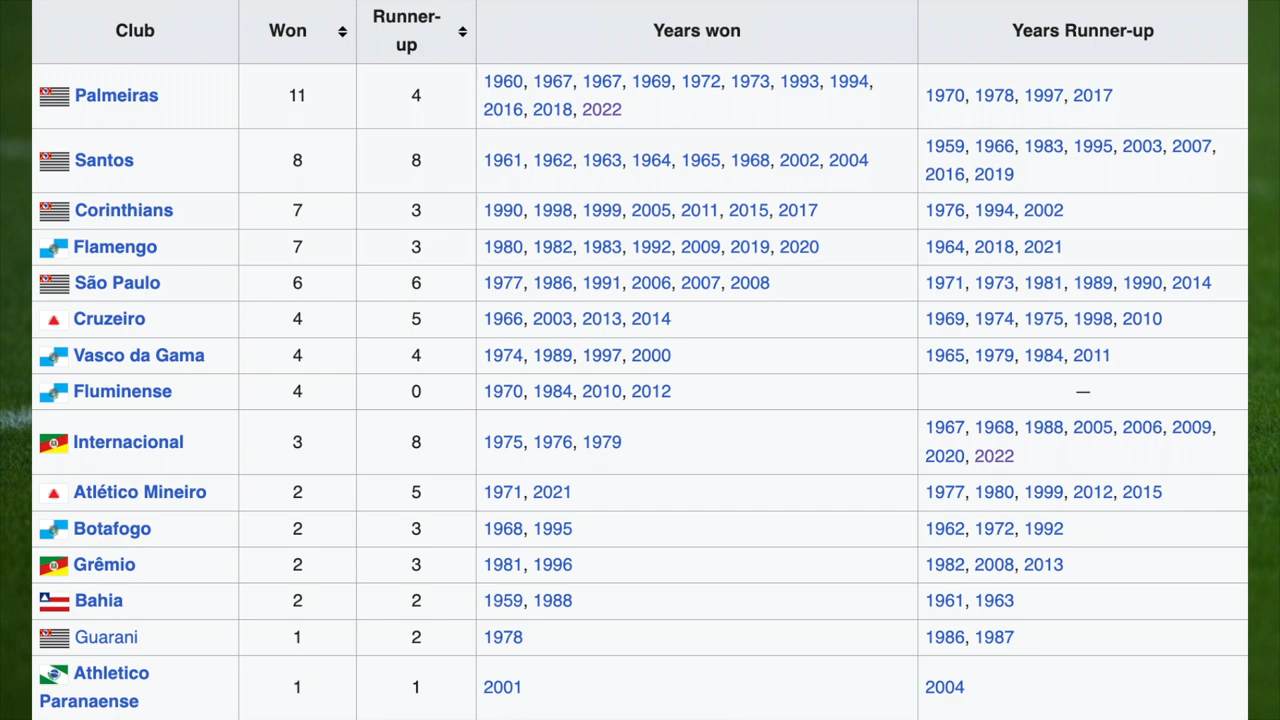 Club Won Runner-up Years won Years Runner-up
Palmeiras 11 4 1960, 1967, 1967, 1969, 1972, 1973, 1993, 1994, 2016, 2018, 2022 1970, 1978, 1997, 2017
Santos 8 8 1961, 1962, 1963, 1964, 1965, 1968, 2002, 2004 1959, 1966, 1983, 1995, 2003, 2007, 2016, 2019
Corinthians 7 3 1990, 1998, 1999, 2005, 2011, 2015, 2017 1976, 1994, 2002
Flamengo 7 3 1980, 1982, 1983, 1992, 2009, 2019, 2020 1964, 2018, 2021
São Paulo 6 6 1977, 1986, 1991, 2006, 2007, 2008 1971, 1973, 1981, 1989, 1990, 2014
Cruzeiro 4 5 1966, 2003, 2013, 2014 1969, 1974, 1975, 1998, 2010
Vasco da Gama 4 4 1974, 1989, 1997, 2000 1965, 1979, 1984, 2011
Fluminense 4 0 1970, 1984, 2010, 2012 —
Internacional 3 8 1975, 1976, 1979 1967, 1968, 1988, 2005, 2006, 2009, 2020, 2022
Atlético Mineiro 2 5 1971, 2021 1977, 1980, 1999, 2012, 2015
Botafogo 2 3 1968, 1995 1962, 1972, 1992
Grêmio 2 3 1981, 1996 1982, 2008, 2013
Bahia 2 2 1959, 1988 1961, 1963
Guarani 1 2 1978 1986, 1987
Athletico Paranaense 1 1 2001 2004